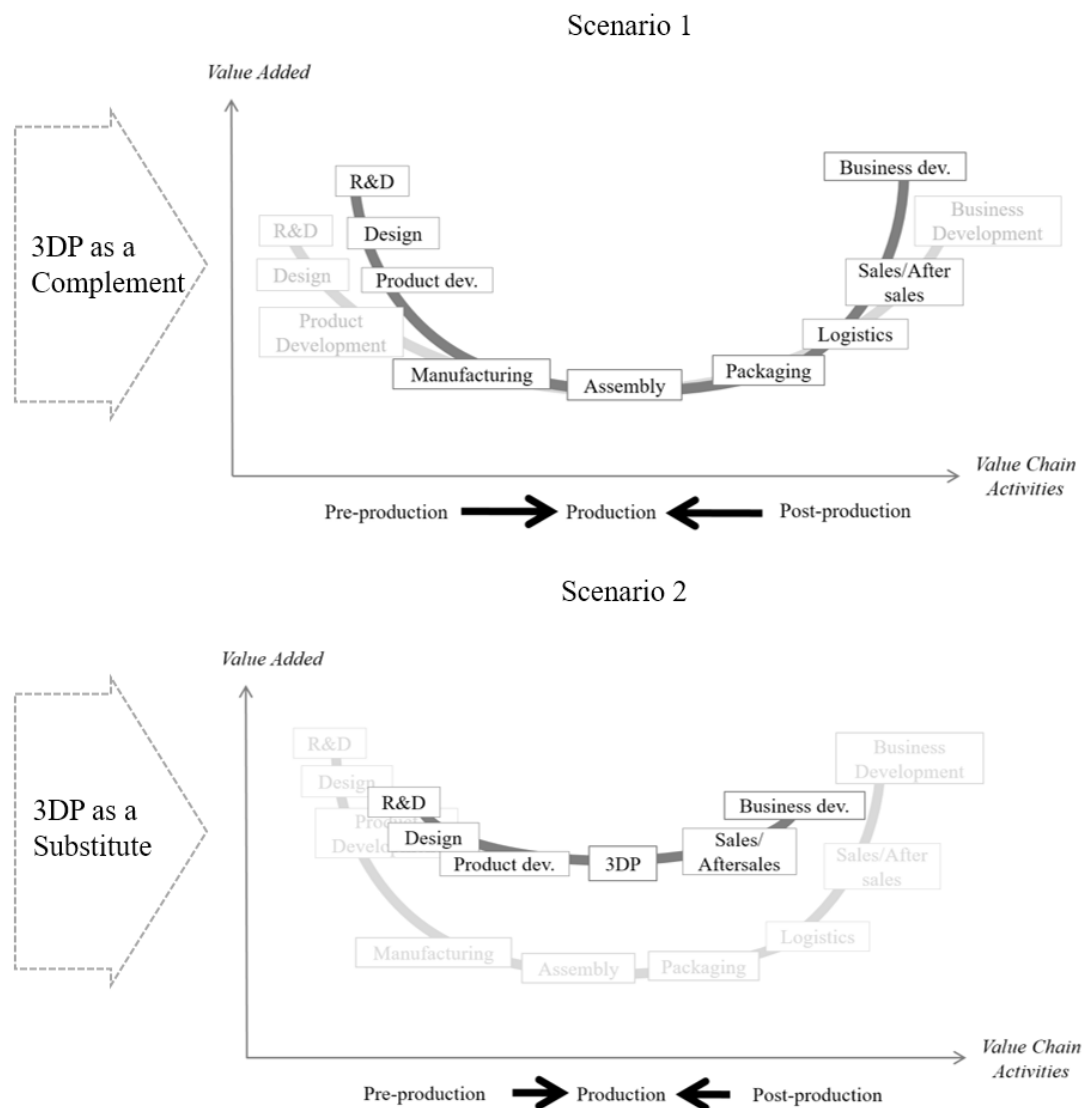 Scenario 1
Value Added
3DP as a
Complement
R&D
Design
Product dev.
R&D
Design
Product
Development
Manufacturing
Assembly
Packaging
Logistics
Sales/After
sales
Business dev.
Business
Development
Value Chain
Activities
Pre-production
Production
Post-production
Scenario 2
Value Added
3DP as a
Substitute
R&D
Design
Product
Development
R&D
Design
Product dev.
3DP
Sales/
Aftersales
Business dev.
Manufacturing
Assembly
Packaging
Logistics
Sales/After
sales
Business
Development
Value Chain
Activities
Pre-production
Production
Post-production